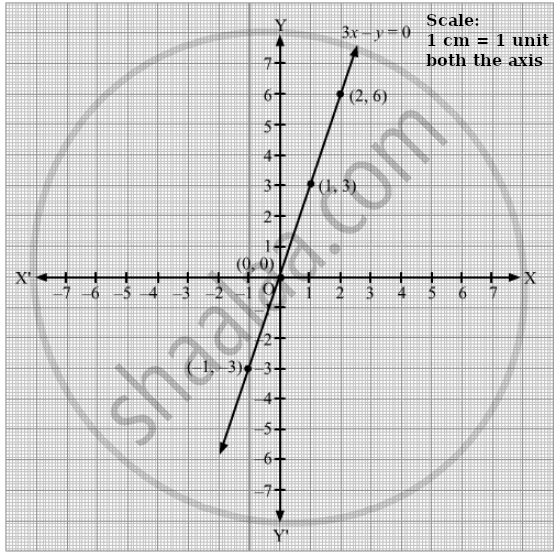 Scale:
1 cm = 1 unit
both the axis
Y
3x – y = 0
7
6
(2, 6)
5
4
3
(1, 3)
2
1
(0, 0)
X'
–7 –6 –5 –4 –3 –2 –1 O 1 2 3 4 5 6 7
X
–1
–2
(–1, –3)
–3
–4
–5
–6
–7
Y'
shaalaa.com